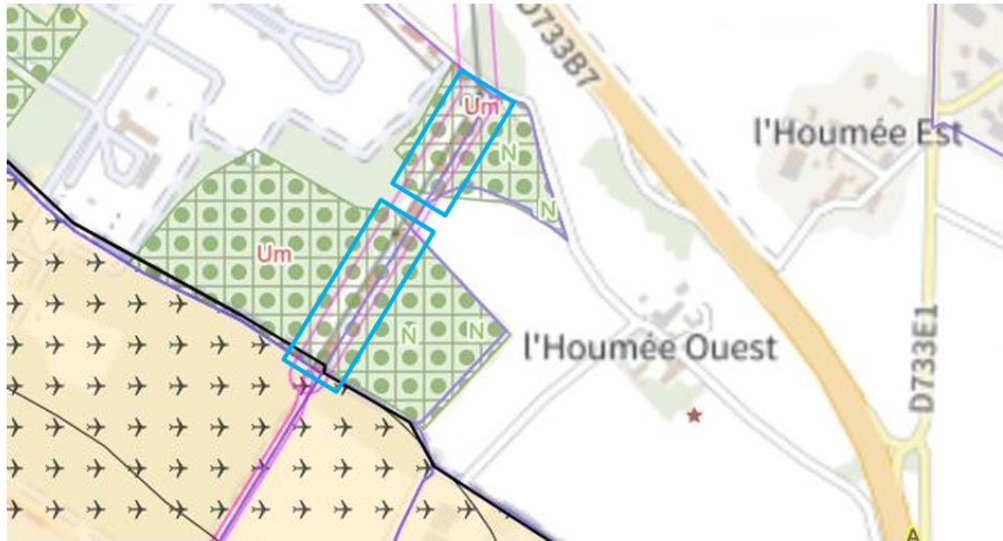 D733B7
Um
l'Houmée Est
N
N
Um
N
N
l'Houmée Ouest
D733E1
A